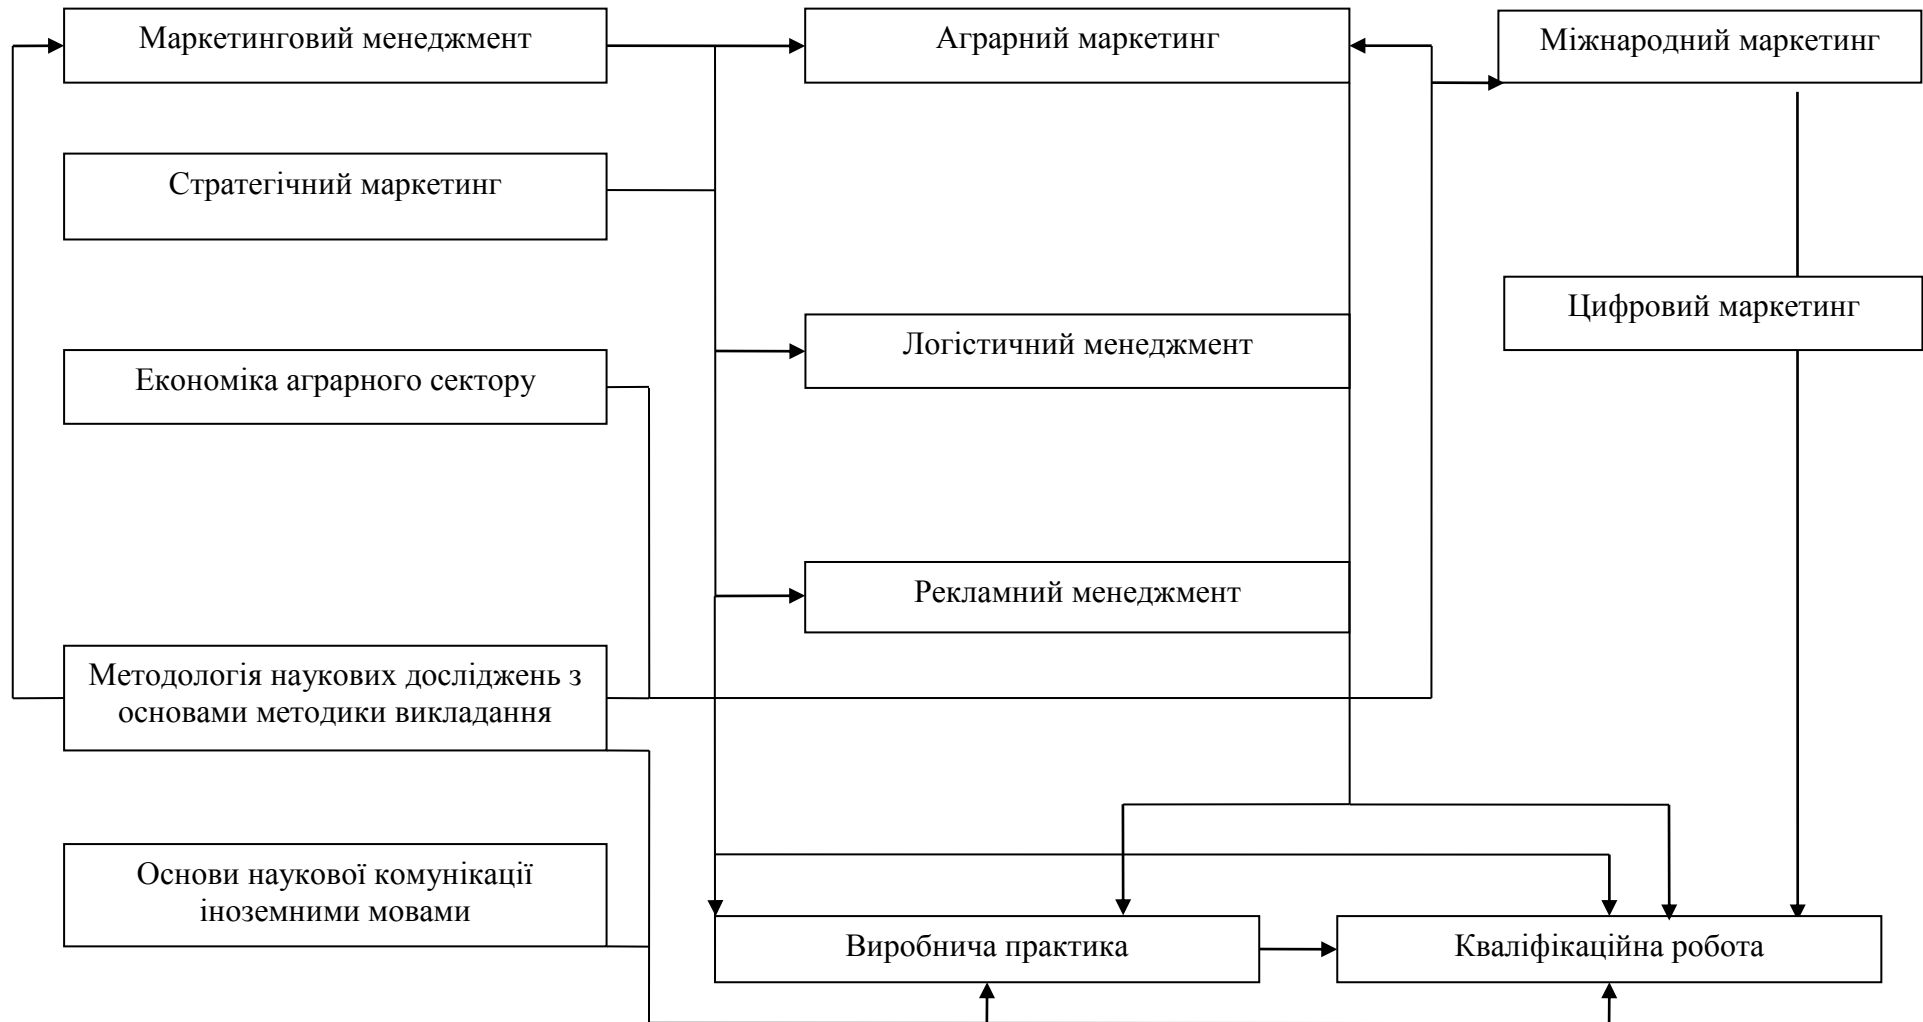 Маркетинговий менеджмент
Аграрний маркетинг
Міжнародний маркетинг
Стратегічний маркетинг
Цифровий маркетинг
Логістичний менеджмент
Економіка аграрного сектору
Рекламний менеджмент
Методологія наукових досліджень з
основами методики викладання
Основи наукової комунікації
іноземними мовами
Виробнича практика
Кваліфікаційна робота